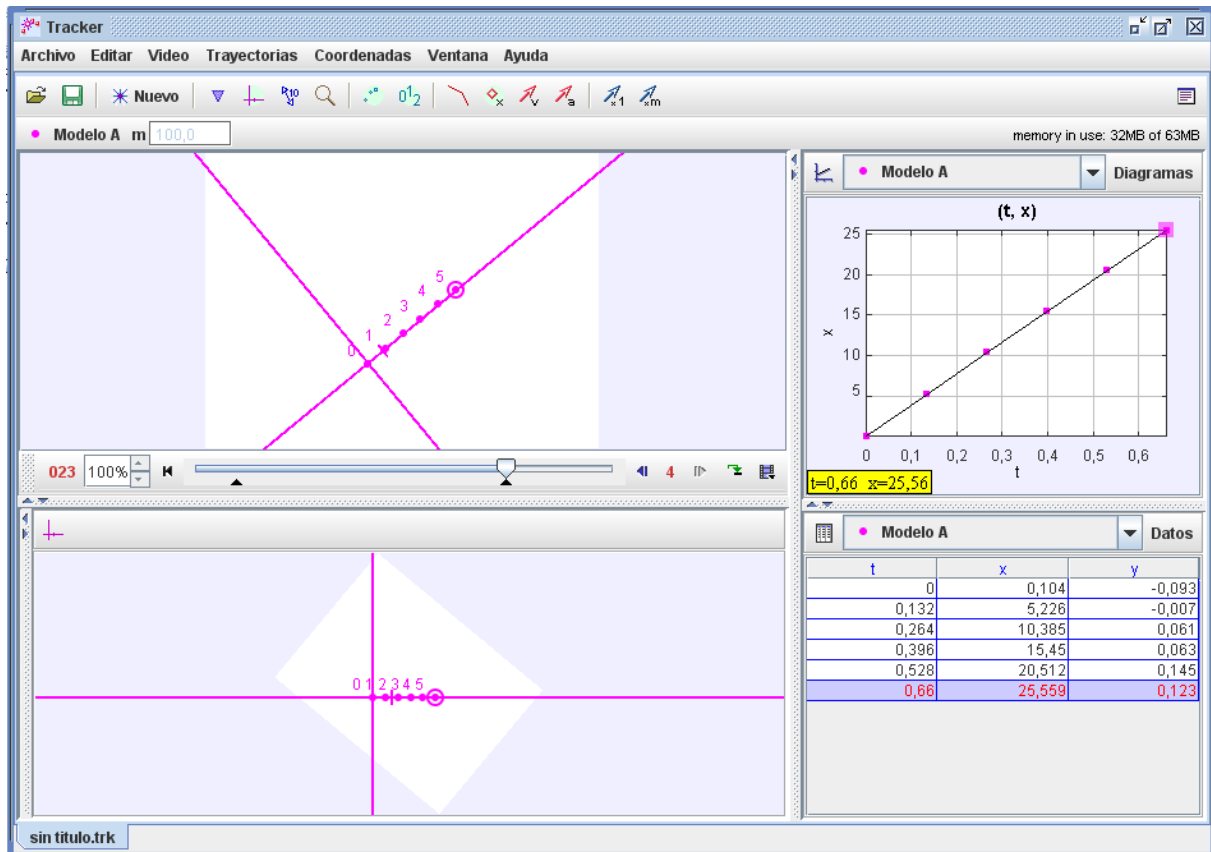 Tracker
Archivo Editar Video Trayectorias Coordenadas Ventana Ayuda
Nuevo
Modelo A m 100,0
memory in use: 32MB of 63MB
0 1 2 3 4 5
023 100% 4
0 1 2 3 4 5
Modelo A Diagramas
(t, x)
25
20
15
10
5
x
0 0,1 0,2 0,3 0,4 0,5 0,6
t
t=0,66 x=25,56
Modelo A Datos
t x y
0 0,104 -0,093
0,132 5,226 -0,007
0,264 10,385 0,061
0,396 15,45 0,063
0,528 20,512 0,145
0,66 25,559 0,123
sin titulo.trk